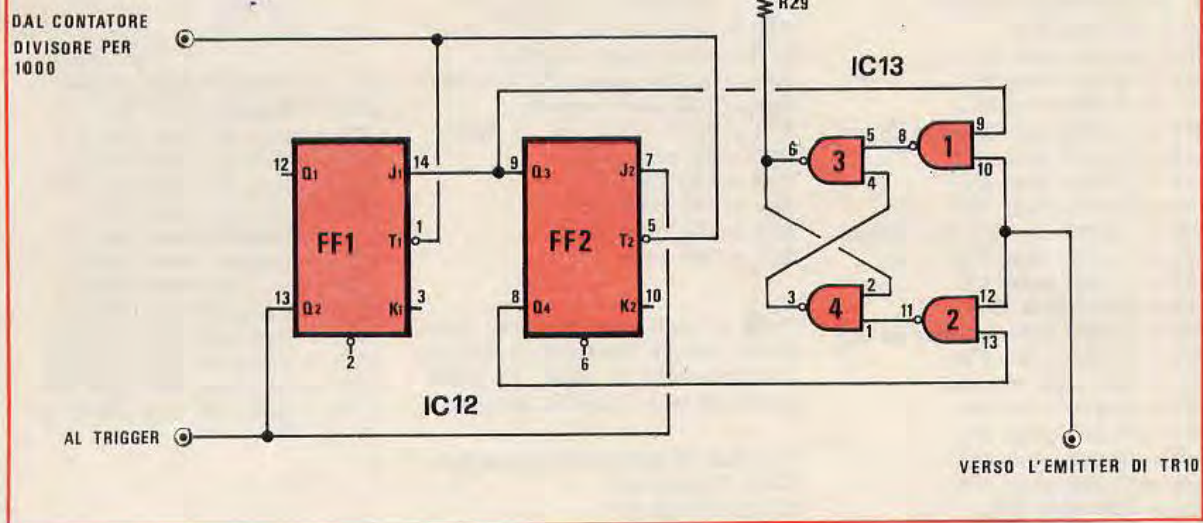 DAL CONTATORE
DIVISORE PER
1000
R29
IC13
12 Q1 J1 14
1 T1
FF1
13 Q2 K1 3
2
9 Q3 J2 7
5 T2
FF2
8 Q4 K2 10
6
IC12
6 3 5 4
8 1 9 10
3 4 2 1
11 2 12 13
AL TRIGGER
VERSO L'EMITTER DI TR10